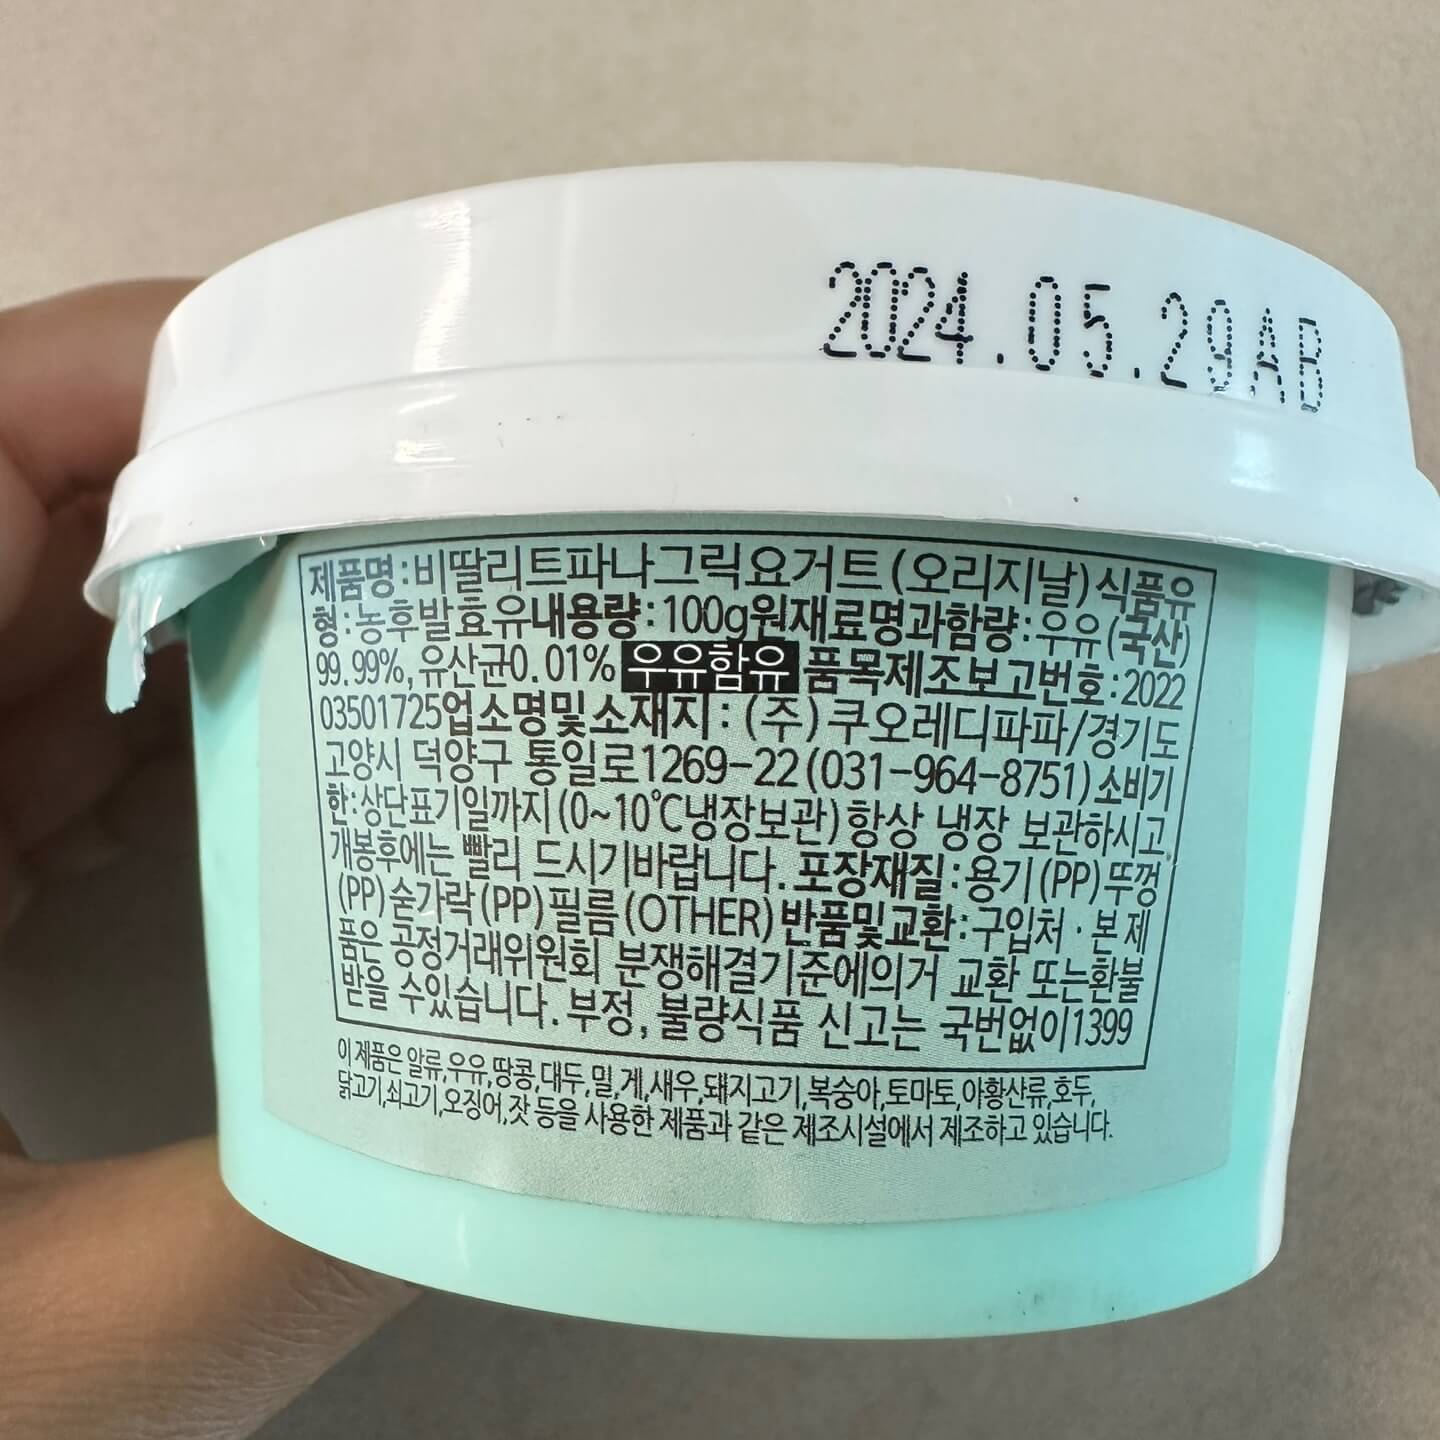 2024.05.29AB
제품명:비딸리트파나그릭요거트(오리지날)식품유
형:농후발효유내용량:100g원재료명과함량:우유(국산)
99.99%,유산균0.01% 우유함유 품목제조보고번호:2022
03501725업소명및소재지:(주)쿠오레디파파/경기도
고양시 덕양구 통일로1269-22(031-964-8751)소비기
한:상단표기일까지(0~10℃냉장보관)항상 냉장 보관하시고,
개봉후에는 빨리 드시기바랍니다.포장재질:용기(PP)뚜껑
(PP)숟가락(PP)필름(OTHER)반품및교환:구입처·본 제
품은 공정거래위원회 분쟁해결기준에의거 교환 또는환불
받을 수있습니다.부정,불량식품 신고는 국번없이1399
이 제품은 알류,우유,땅콩,대두,밀,게,새우,돼지고기,복숭아,토마토,아황산류,호두,
닭고기,쇠고기,오징어,잣 등을 사용한 제품과 같은 제조시설에서 제조하고 있습니다.